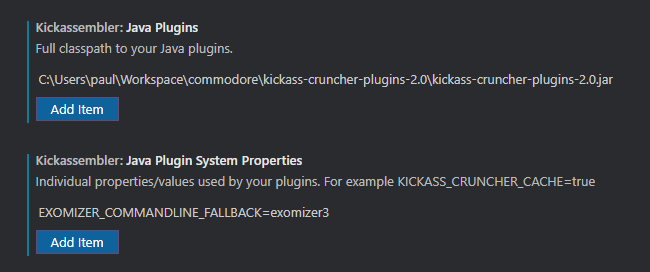 Kickassembler: Java Plugins
Full classpath to your Java plugins.
C:\Users\paul\Workspace\commodore\kickass-cruncher-plugins-2.0\kickass-cruncher-plugins-2.0.jar
Add Item
Kickassembler: Java Plugin System Properties
Individual properties/values used by your plugins. For example KICKASS_CRUNCHER_CACHE=true
EXOMIZER_COMMANDLINE_FALLBACK=exomizer3
Add Item